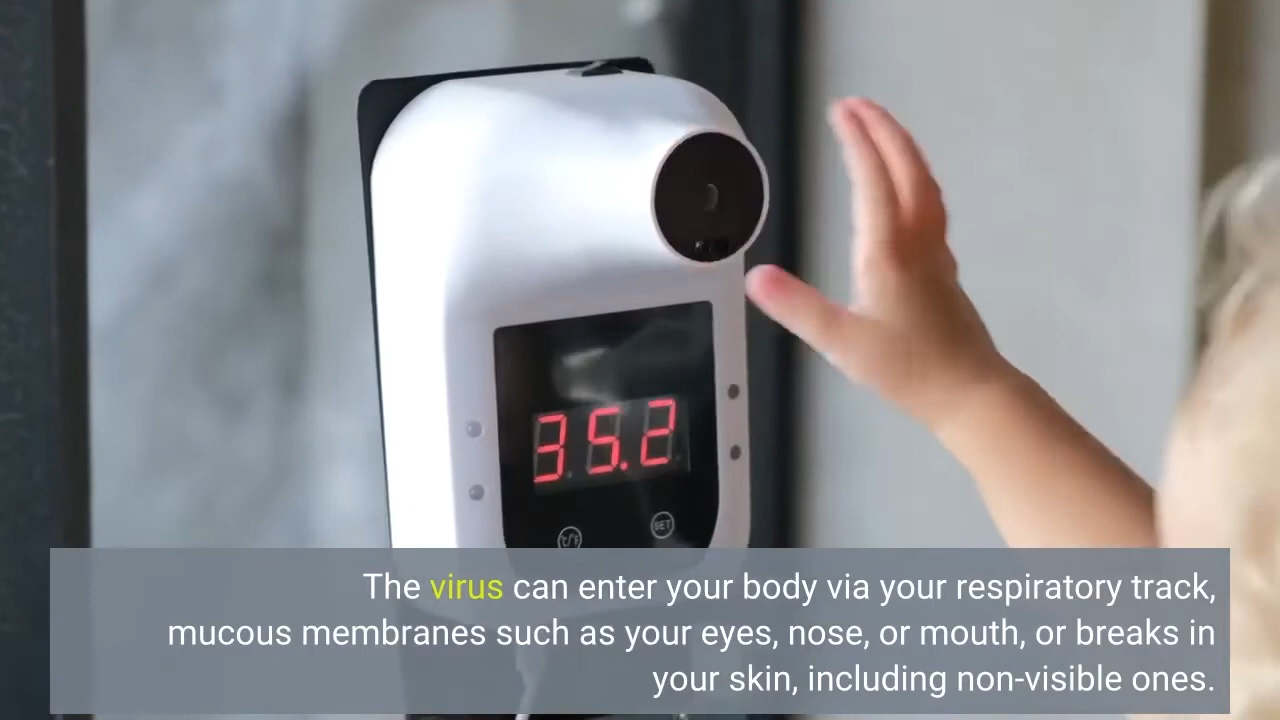 35.2
°C/°F
SET
The virus can enter your body via your respiratory track,
mucous membranes such as your eyes, nose, or mouth, or breaks in
your skin, including non-visible ones.